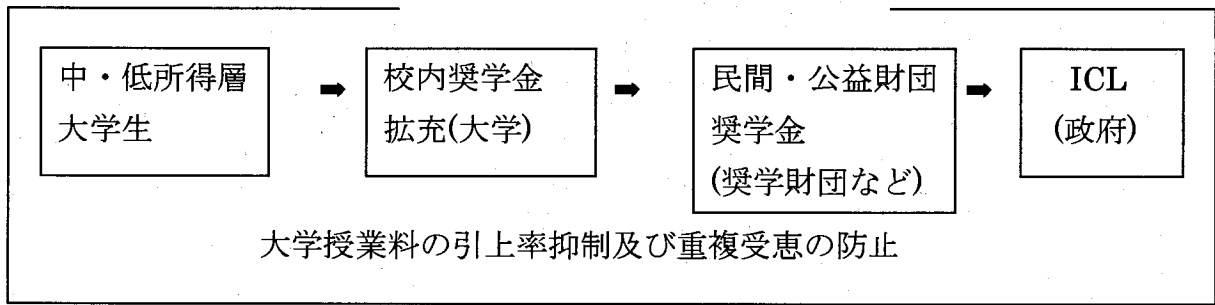 中・低所得層
大学生
➡
校内奨学金
拡充(大学)
➡
民間・公益財団
奨学金
(奨学財団など)
➡
ICL
(政府)
大学授業料の引上率抑制及び重複受恵の防止